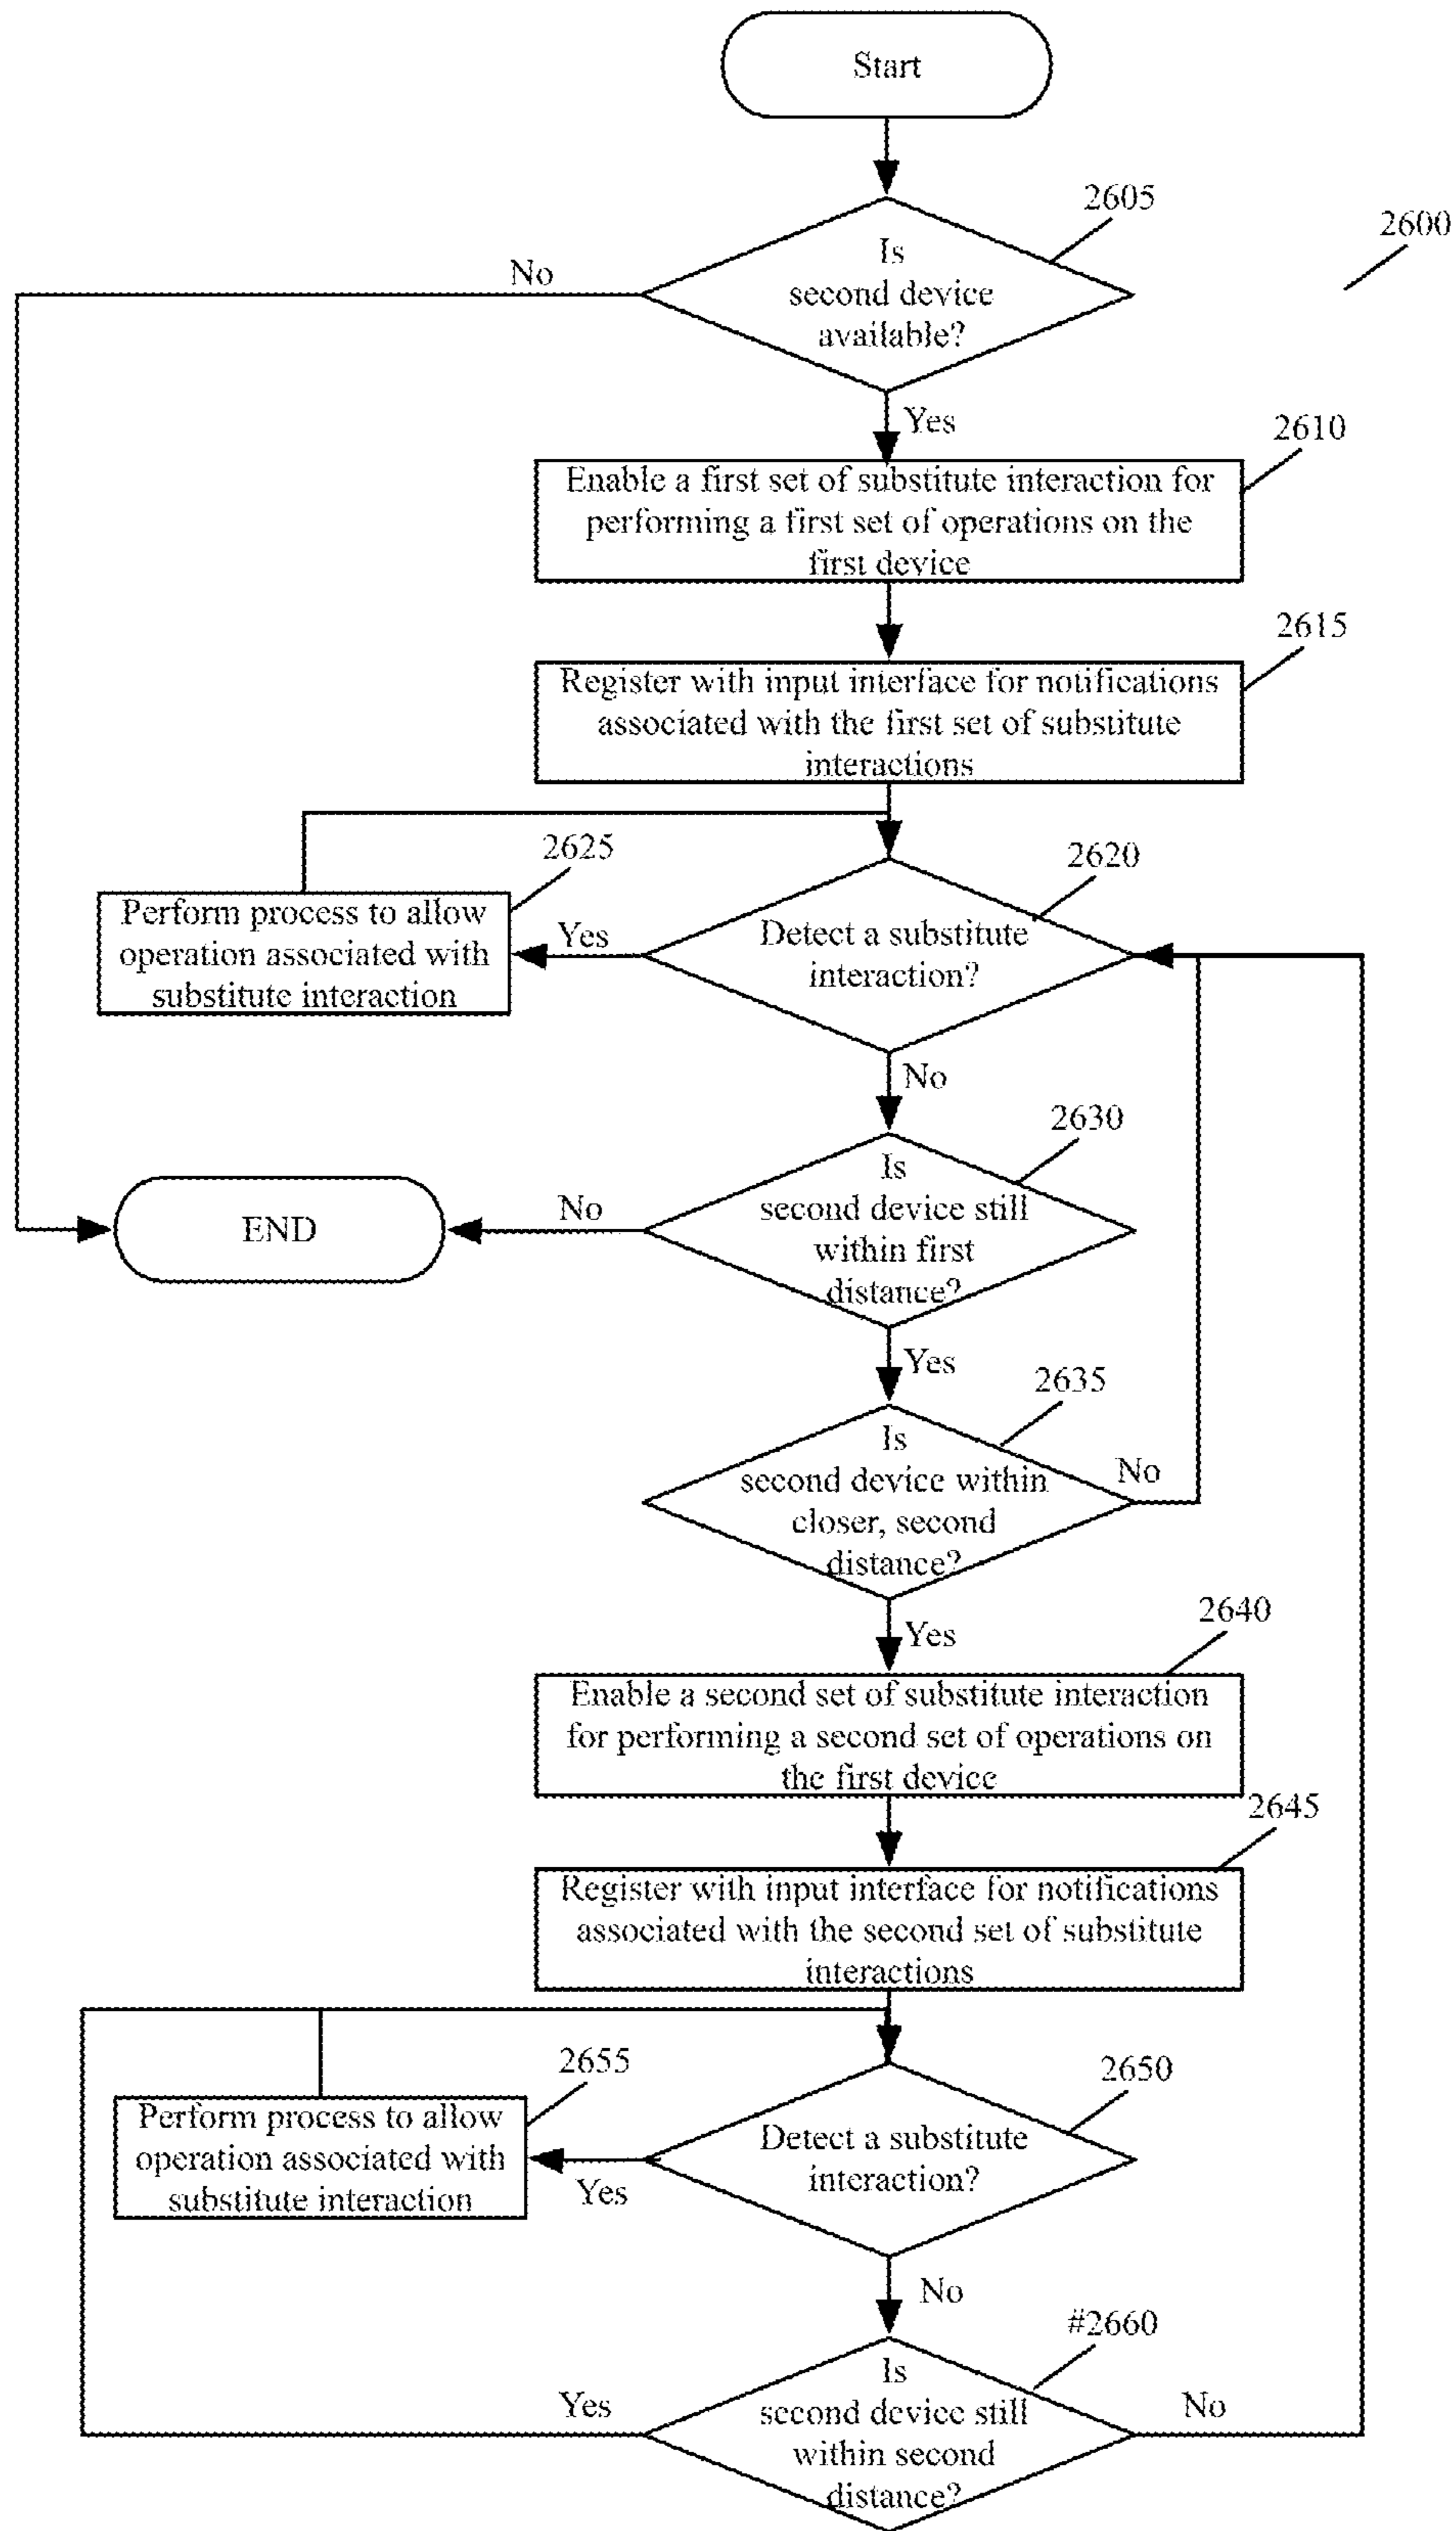 Start
2605
2600
Is
second device
available?
No
Yes
2610
Enable a first set of substitute interaction for
performing a first set of operations on the
first device
2615
Register with input interface for notifications
associated with the first set of substitute
interactions
2625
2620
Perform process to allow
operation associated with
substitute interaction
Yes
Detect a substitute
interaction?
No
2630
END
No
Is
second device still
within first
distance?
Yes
2635
Is
second device within
closer, second
distance?
No
Yes
2640
Enable a second set of substitute interaction
for performing a second set of operations on
the first device
2645
Register with input interface for notifications
associated with the second set of substitute
interactions
2655
2650
Perform process to allow
operation associated with
substitute interaction
Yes
Detect a substitute
interaction?
No
#2660
Yes
Is
second device still
within second
distance?
No